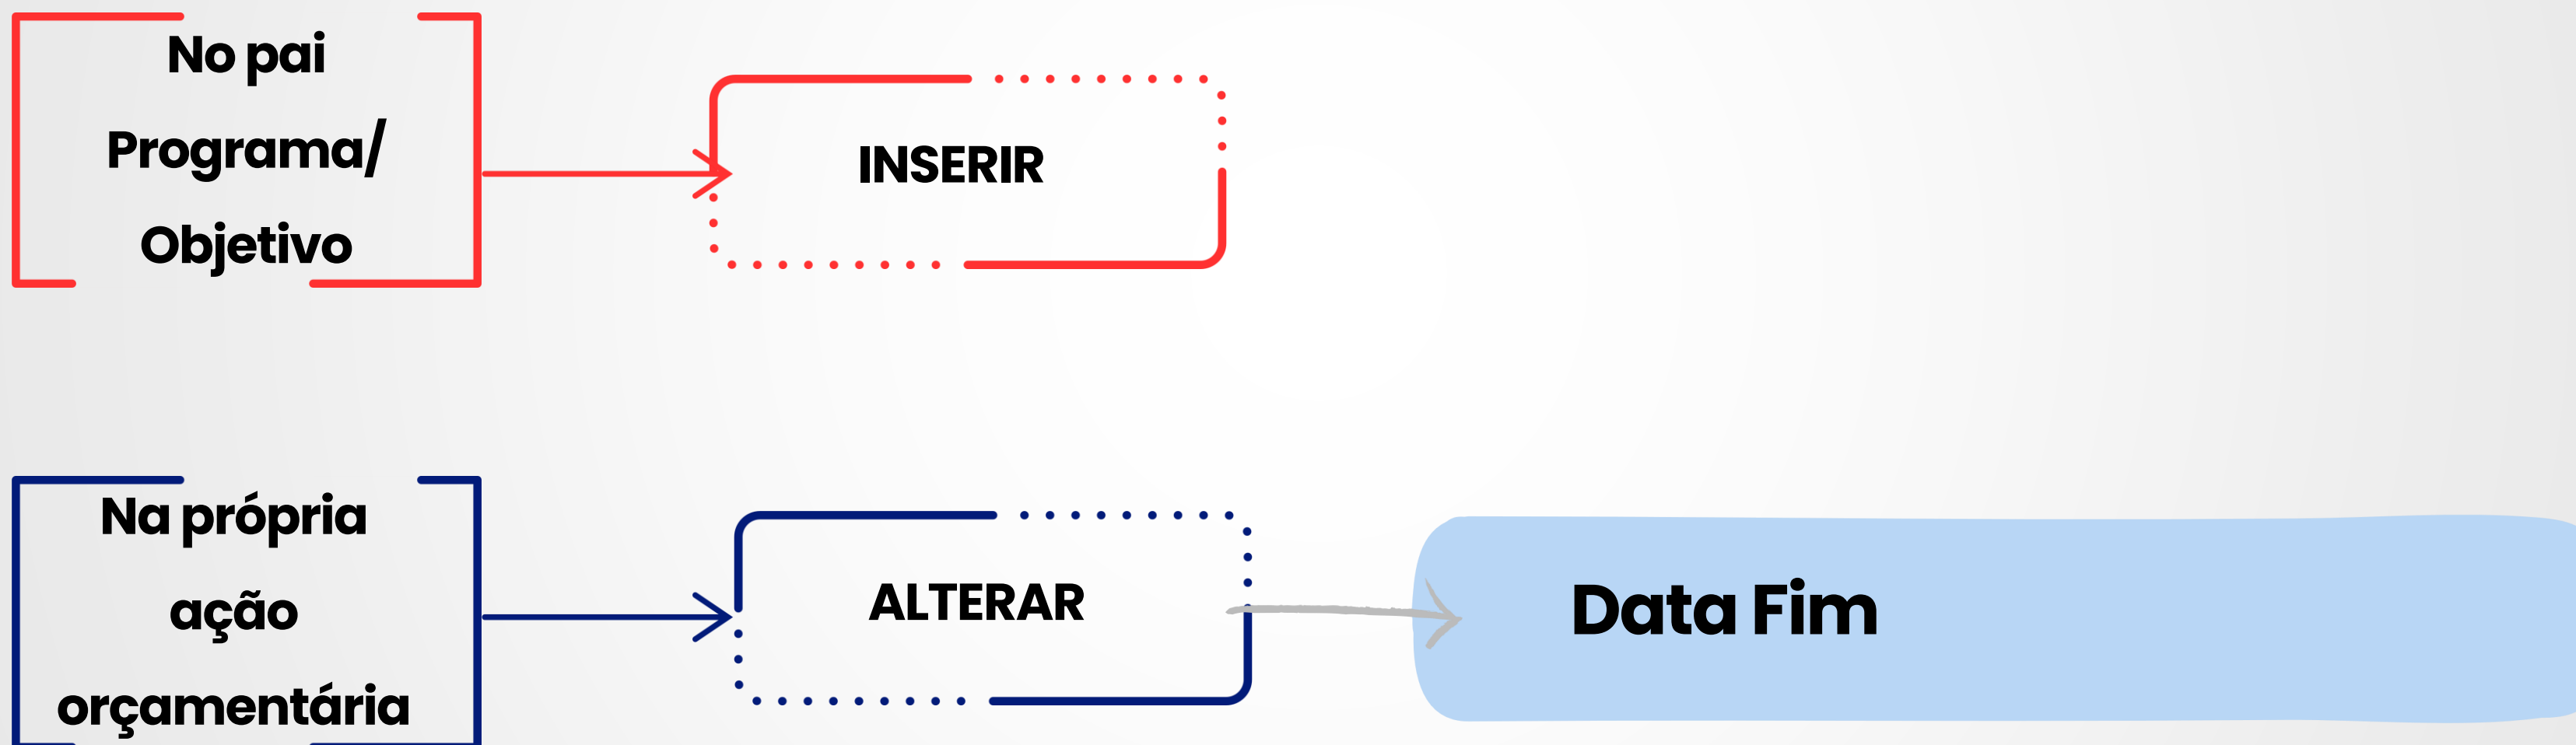 No pai
Programa/
Objetivo
INSERIR
Na própria
ação
orçamentária
ALTERAR
Data Fim